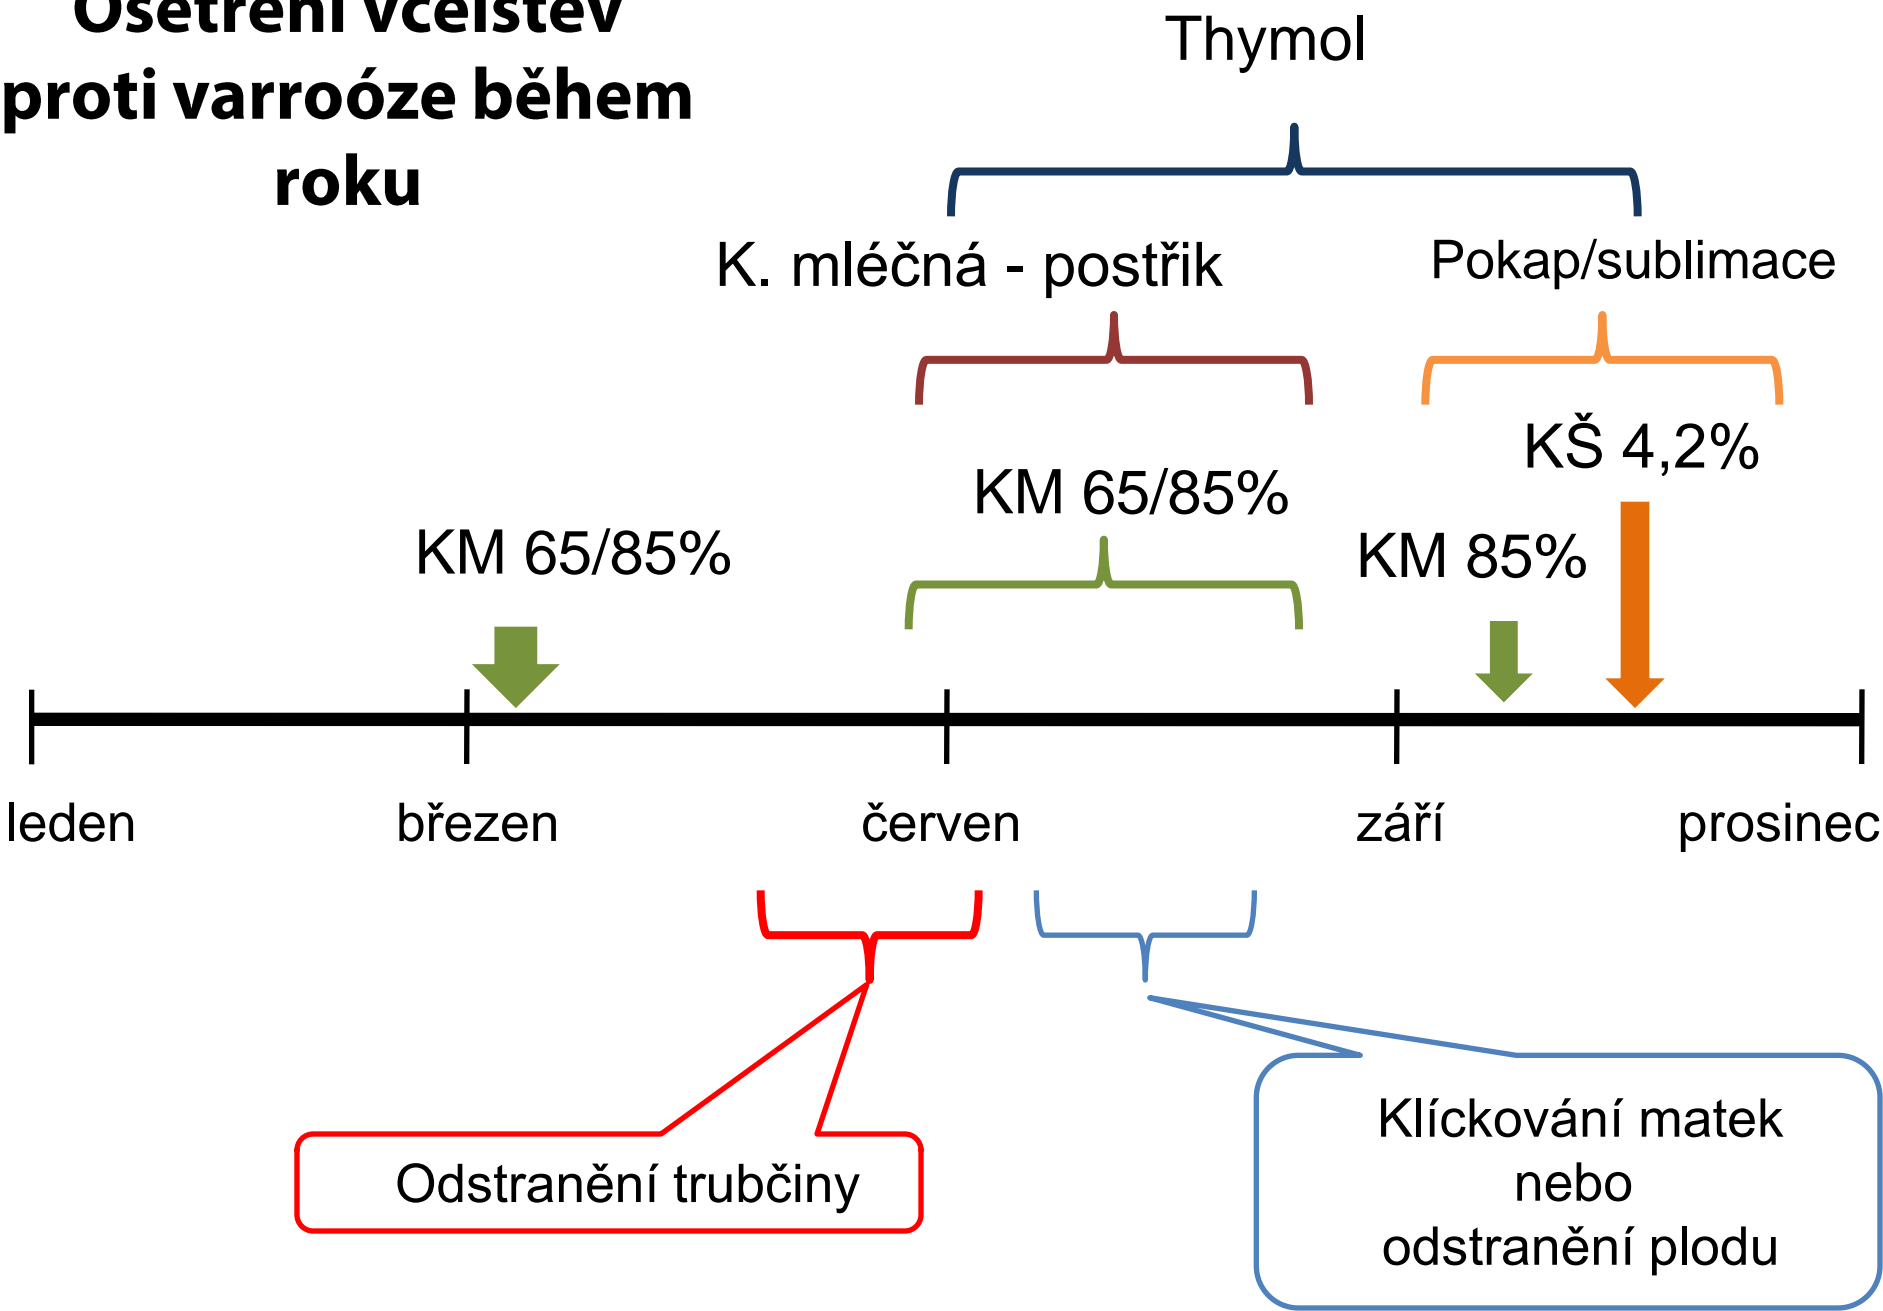 Ošetření včelstev
proti varroóze během
roku
Thymol
K. mléčná - postřik
Pokap/sublimace
KŠ 4,2%
KM 65/85%
KM 65/85%
KM 85%
leden
březen
červen
září
prosinec
Odstranění trubčiny
Klíckování matek
nebo
odstranění plodu